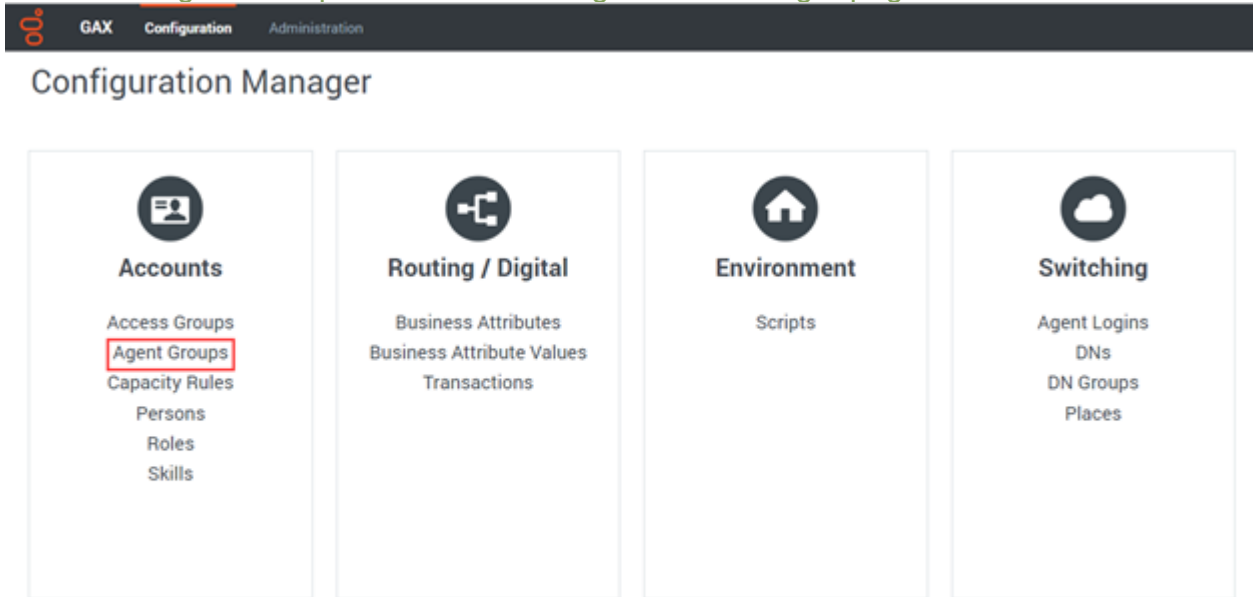 GAX Configuration Administration
Configuration Manager
Accounts
Access Groups
Agent Groups
Capacity Rules
Persons
Roles
Skills
Routing / Digital
Business Attributes
Business Attribute Values
Transactions
Environment
Scripts
Switching
Agent Logins
DNs
DN Groups
Places